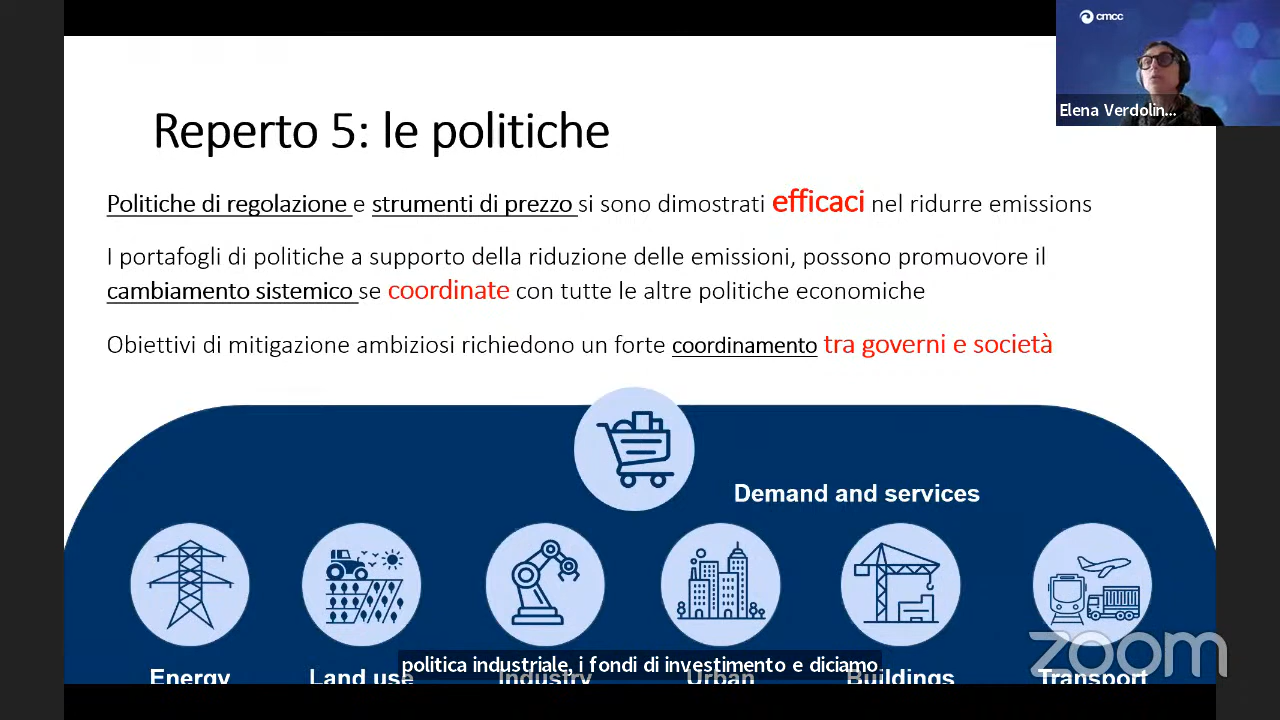 cmcc
Elena Verdolin...
Reperto 5: le politiche
Politiche di regolazione e strumenti di prezzo si sono dimostrati efficaci nel ridurre emissions
I portafogli di politiche a supporto della riduzione delle emissioni, possono promuovore il
cambiamento sistemico se coordinate con tutte le altre politiche economiche
Obiettivi di mitigazione ambiziosi richiedono un forte coordinamento tra governi e società
Demand and services
Energy Land use Industry Urban Buildings Transport
politica industriale, i fondi di investimento e diciamo
zoom